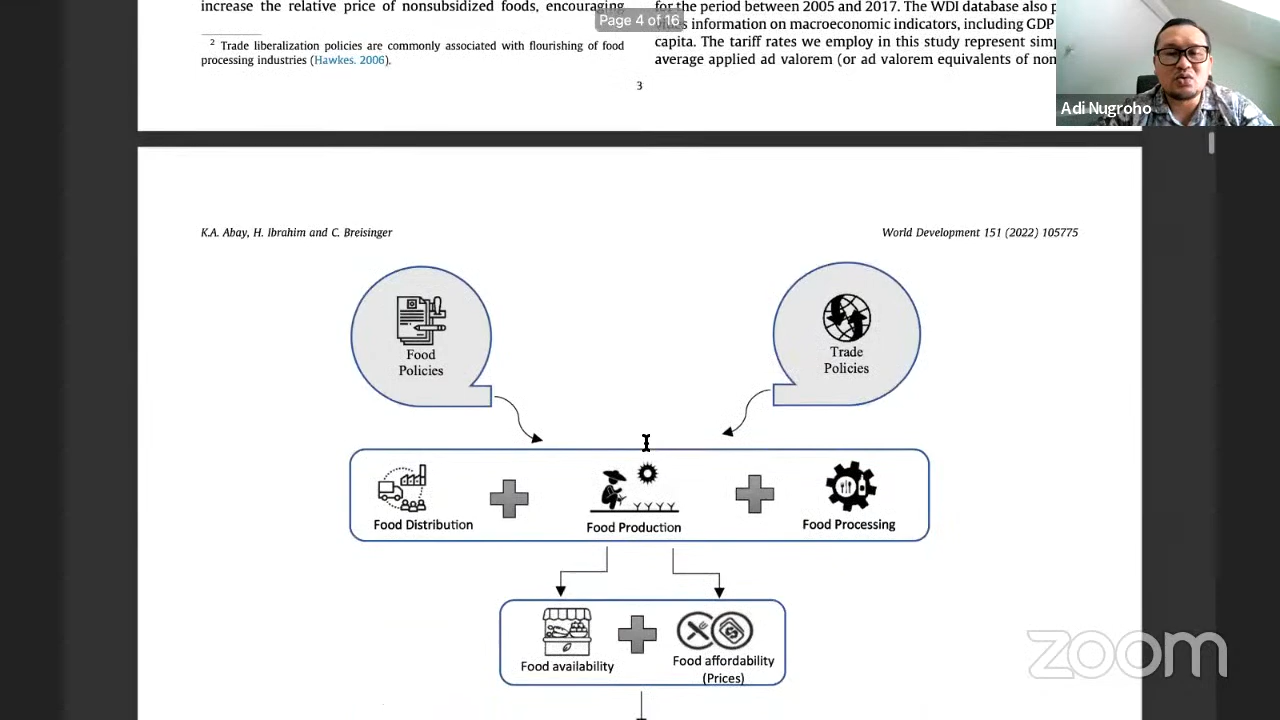 increase the relative price of nonsubsidized foods, encouraging
² Trade liberalization policies are commonly associated with flourishing of food
processing industries (Hawkes. 2006).
for the period between 2005 and 2017. The WDI database also
information on macroeconomic indicators, including GDP
capita. The tariff rates we employ in this study represent
average applied ad valorem (or ad valorem equivalents of
3
Page 4 of 16
Adi Nugroho
K.A. Abay, H. Ibrahim and C. Breisinger
World Development 151 (2022) 105775
Food
Policies
Trade
Policies
Food Distribution
Food Production
Food Processing
Food availability
Food affordability
(Prices)
zoom